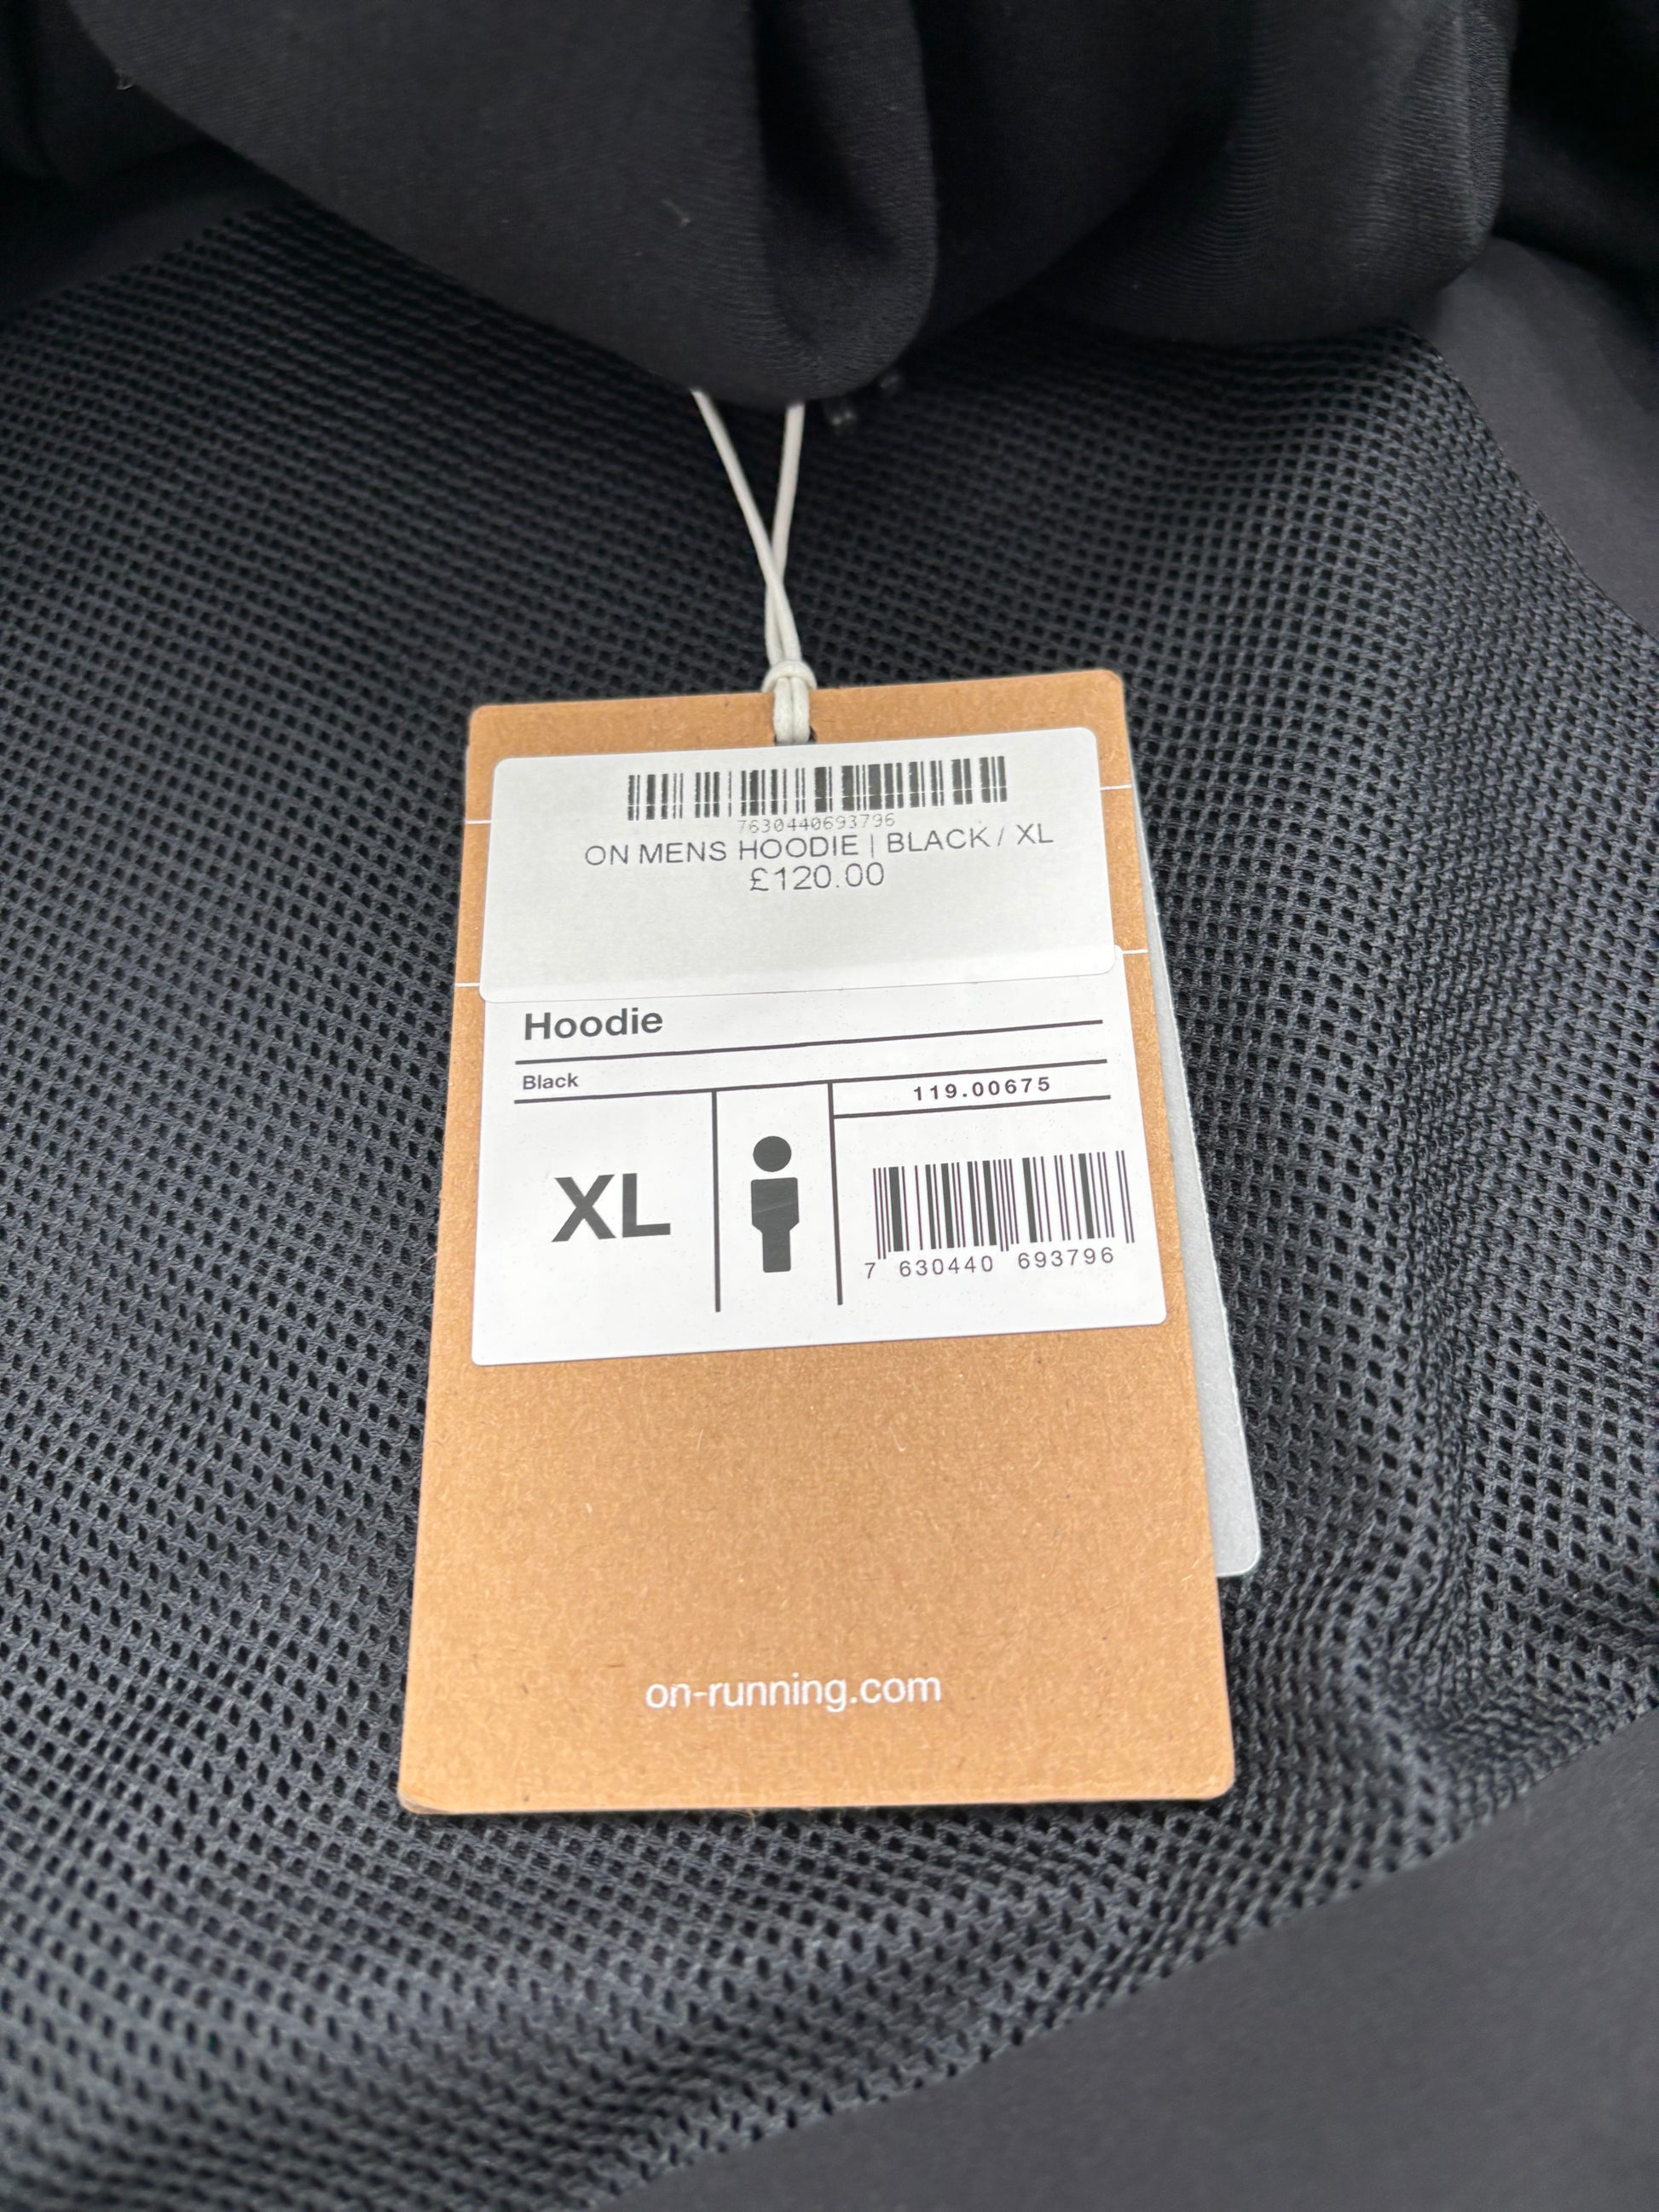 7630440693796
ON MENS HOODIE | BLACK / XL
£120.00
Hoodie
Black
119.00675
XL
7 630440 693796
on-running.com